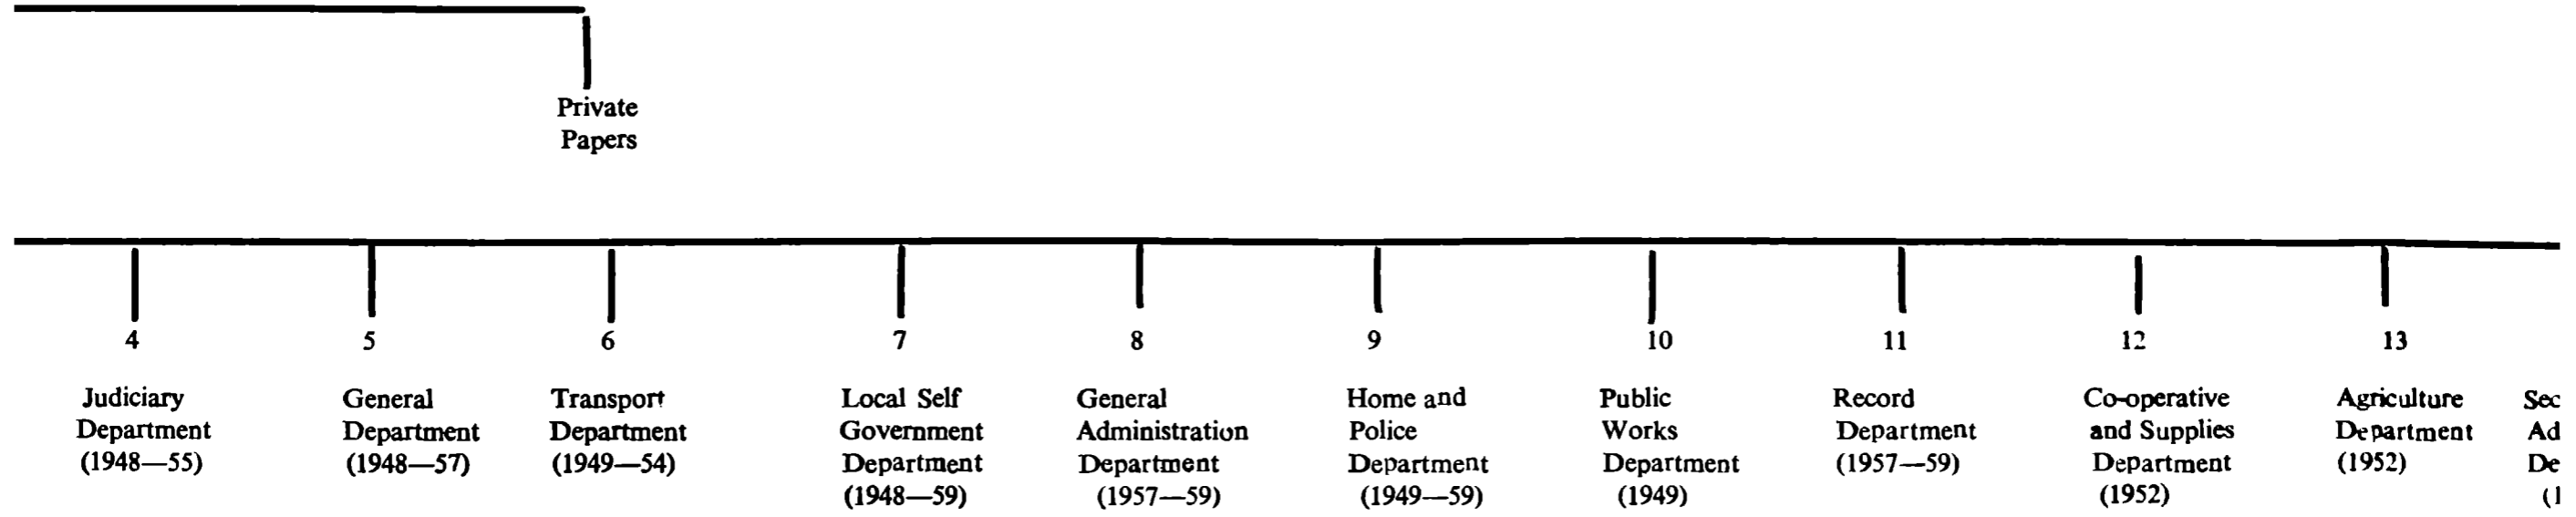 Private
Papers
4
Judiciary
Department
(1948—55)
5
General
Department
(1948—57)
6
Transport
Department
(1949—54)
7
Local Self
Government
Department
(1948—59)
8
General
Administration
Department
(1957—59)
9
Home and
Police
Department
(1949—59)
10
Public
Works
Department
(1949)
11
Record
Department
(1957—59)
12
Co-operative
and Supplies
Department
(1952)
13
Agriculture
Department
(1952)